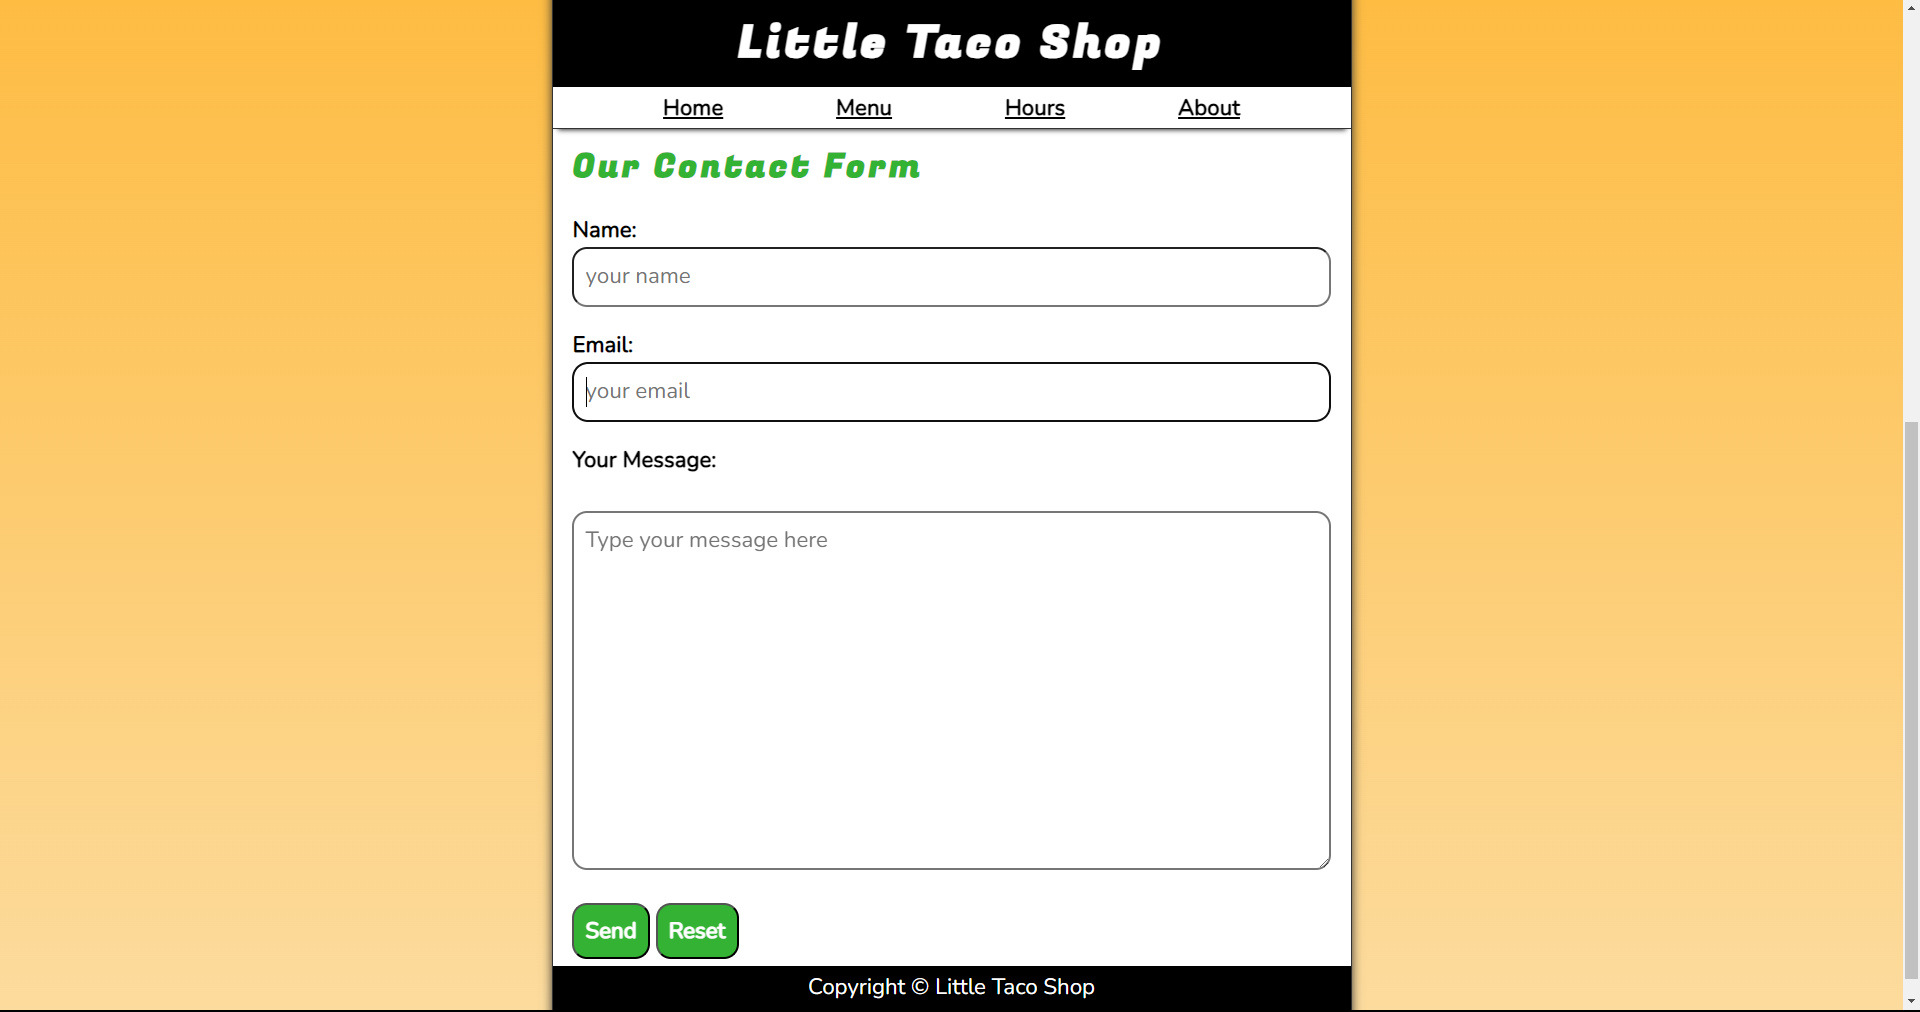 Little Taco Shop
Home Menu Hours About
Our Contact Form
Name:
your name
Email:
your email
Your Message:
Type your message here
Send Reset
Copyright © Little Taco Shop